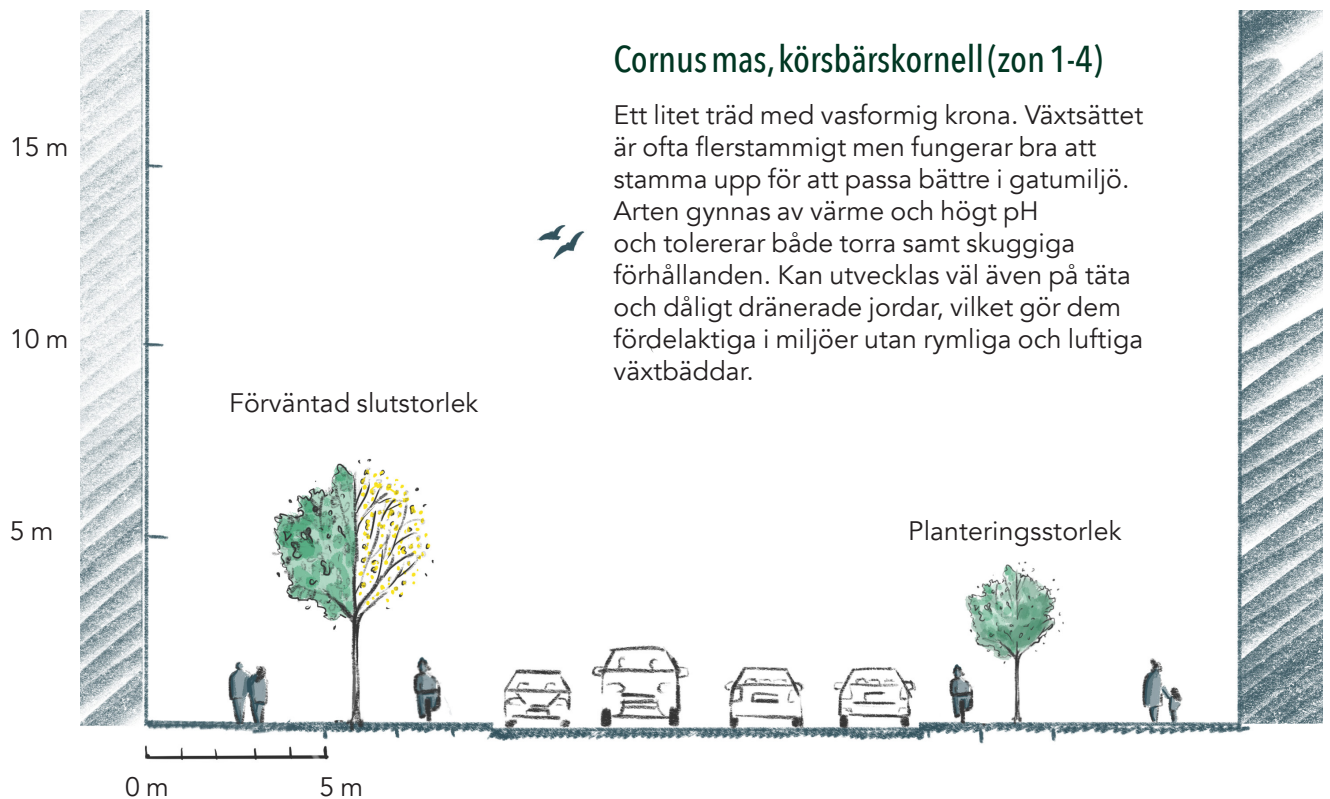 Cornus mas, körsbärskornell (zon 1-4)
Ett litet träd med vasformig krona. Växtsättet
är ofta flerstammigt men fungerar bra att
stamma upp för att passa bättre i gatumiljö.
Arten gynnas av värme och högt pH
och tolererar både torra samt skuggiga
förhållanden. Kan utvecklas väl även på täta
och dåligt dränerade jordar, vilket gör dem
fördelaktiga i miljöer utan rymliga och luftiga
växtbäddar.
15 m
10 m
5 m
Förväntad slutstorlek
Planteringsstorlek
0 m
5 m